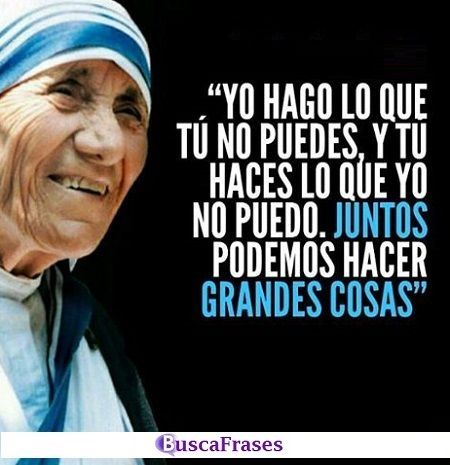 “YO HAGO LO QUE
TÚ NO PUEDES, Y TU
HACES LO QUE YO
NO PUEDO. JUNTOS
PODEMOS HACER
GRANDES COSAS”
BuscaFrases